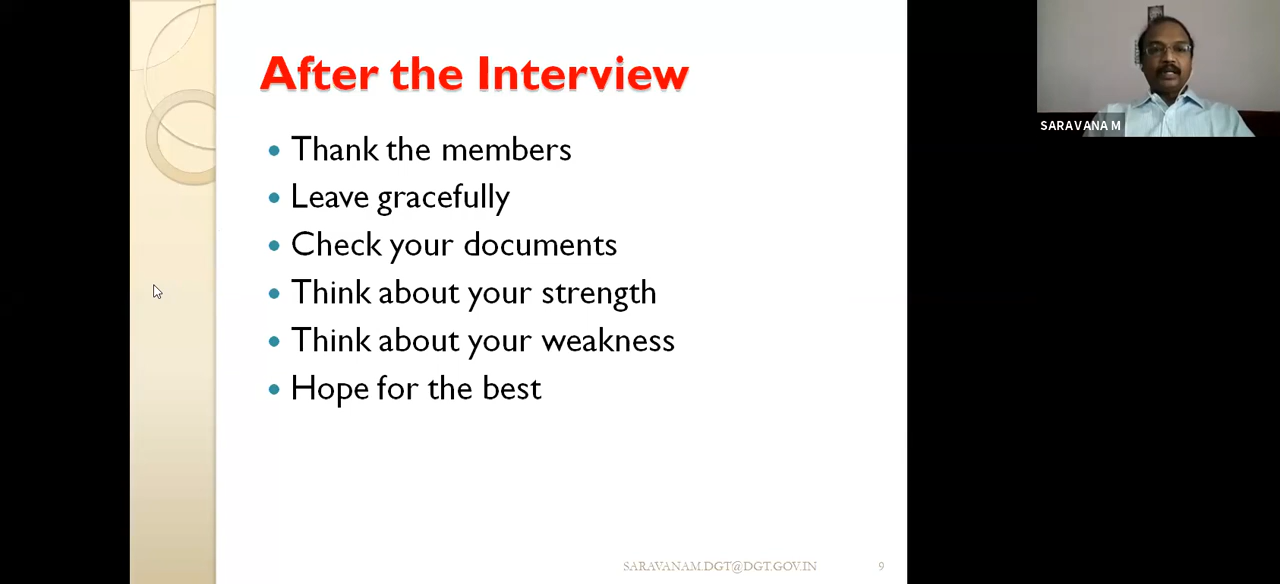 After the Interview
Thank the members
Leave gracefully
Check your documents
Think about your strength
Think about your weakness
Hope for the best
SARAVANAM.DGT@DGT.GOV.IN 9
SARAVANA M